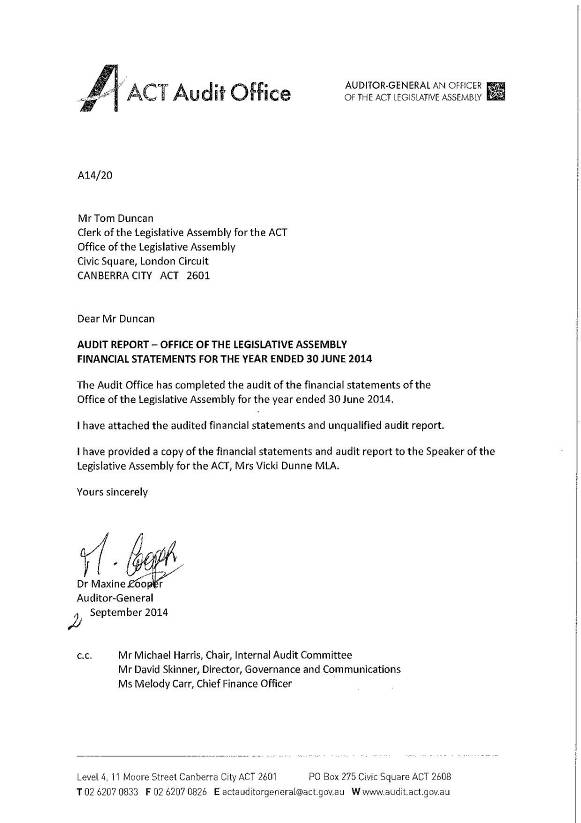 ACT Audit Office
AUDITOR-GENERAL AN OFFICER
OF THE ACT LEGISLATIVE ASSEMBLY
A14/20
Mr Tom Duncan
Clerk of the Legislative Assembly for the ACT
Office of the Legislative Assembly
Civic Square, London Circuit
CANBERRA CITY ACT 2601
Dear Mr Duncan
AUDIT REPORT – OFFICE OF THE LEGISLATIVE ASSEMBLY
FINANCIAL STATEMENTS FOR THE YEAR ENDED 30 JUNE 2014
The Audit Office has completed the audit of the financial statements of the
Office of the Legislative Assembly for the year ended 30 June 2014.
I have attached the audited financial statements and unqualified audit report.
I have provided a copy of the financial statements and audit report to the Speaker of the
Legislative Assembly for the ACT, Mrs Vicki Dunne MLA.
Yours sincerely
Dr Maxine Cooper
Auditor-General
September 2014
c.c. Mr Michael Harris, Chair, Internal Audit Committee
Mr David Skinner, Director, Governance and Communications
Ms Melody Carr, Chief Finance Officer
Level 4, 11 Moore Street Canberra City ACT 2601 PO Box 275 Civic Square ACT 2608
T 02 6207 0833 F 02 6207 0826 E actauditorgeneral@act.gov.au W www.audit.act.gov.au